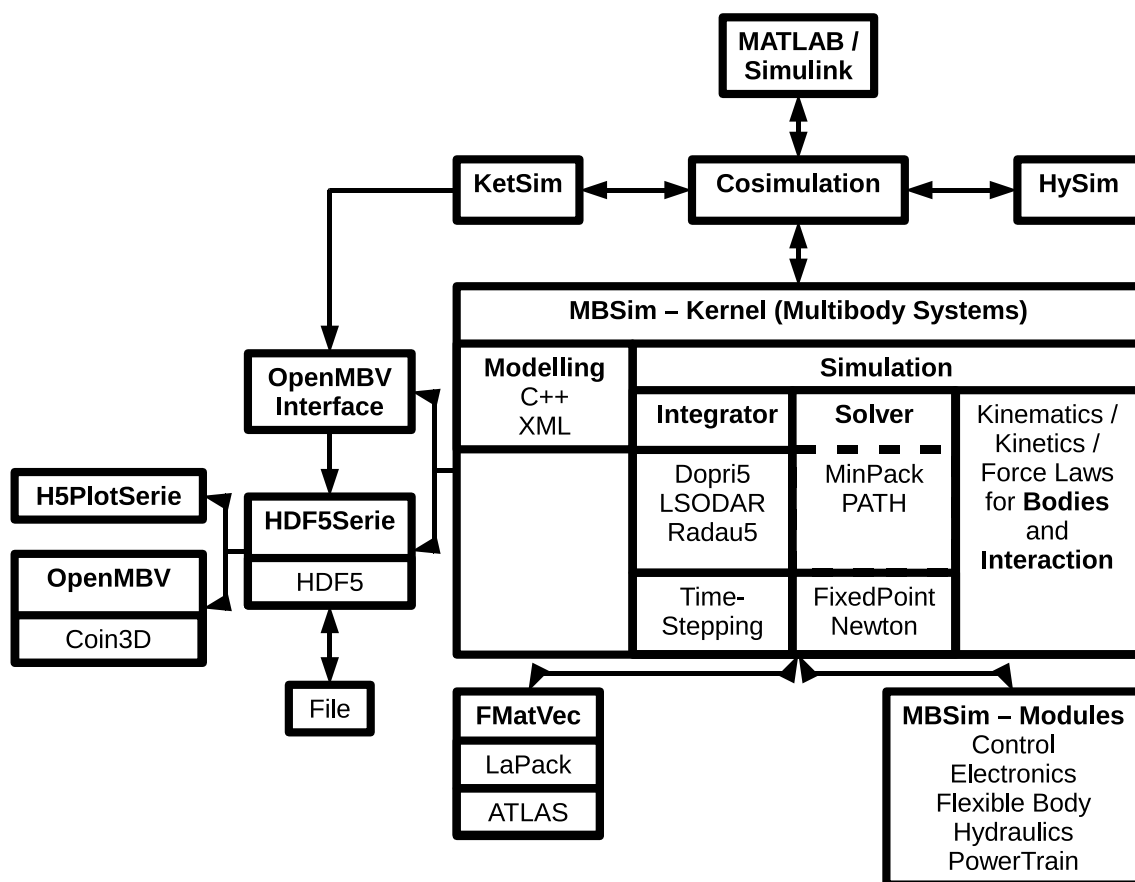 MATLAB /
Simulink
KetSim
Cosimulation
HySim
MBSim – Kernel (Multibody Systems)
OpenMBV
Interface
Modelling
C++
XML
Simulation
Integrator
Solver
Kinematics /
Kinetics /
Force Laws
for Bodies
and
Interaction
Dopri5
LSODAR
Radau5
MinPack
PATH
H5PlotSerie
HDF5Serie
HDF5
OpenMBV
Coin3D
Time-
Stepping
FixedPoint
Newton
File
FMatVec
LaPack
ATLAS
MBSim – Modules
Control
Electronics
Flexible Body
Hydraulics
PowerTrain